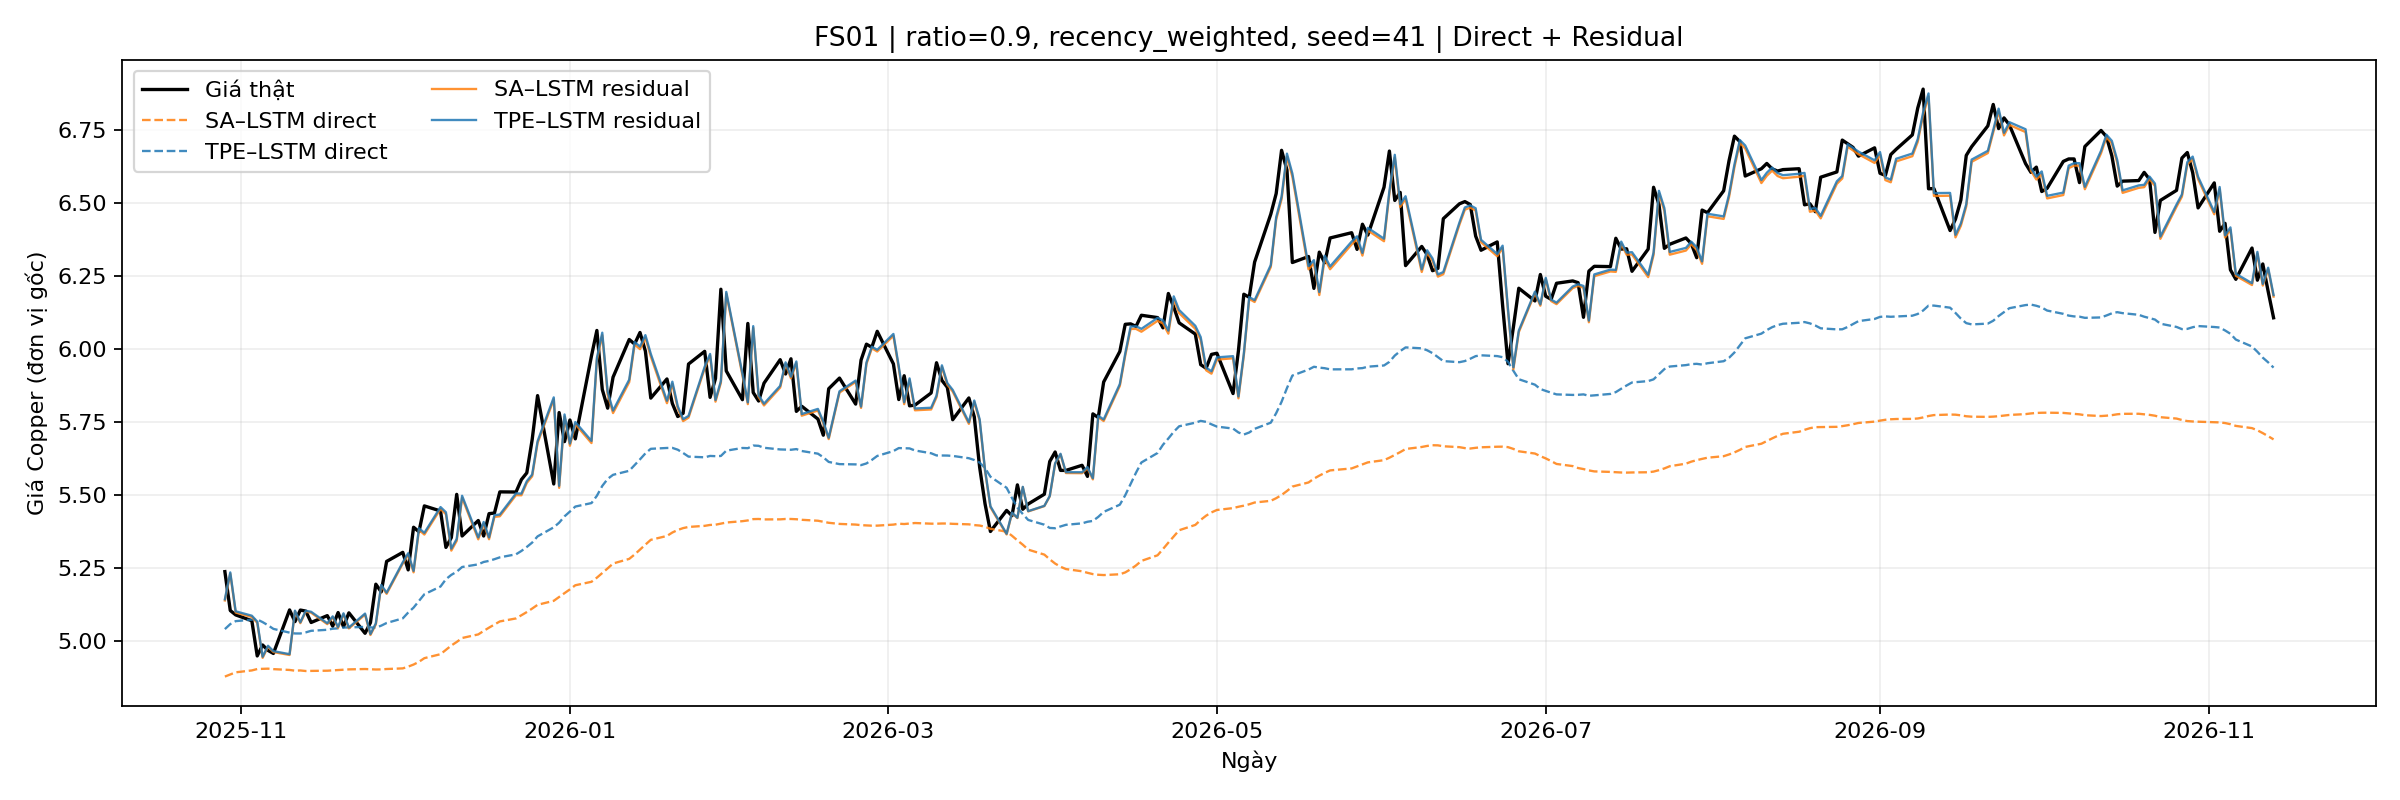 FS01 | ratio=0.9, recency_weighted, seed=41 | Direct + Residual
Giá thật
SA–LSTM direct
TPE–LSTM direct
SA–LSTM residual
TPE–LSTM residual
Giá Copper (đơn vị gốc)
6.75
6.50
6.25
6.00
5.75
5.50
5.25
5.00
2025-11
2026-01
2026-03
2026-05
2026-07
2026-09
2026-11
Ngày